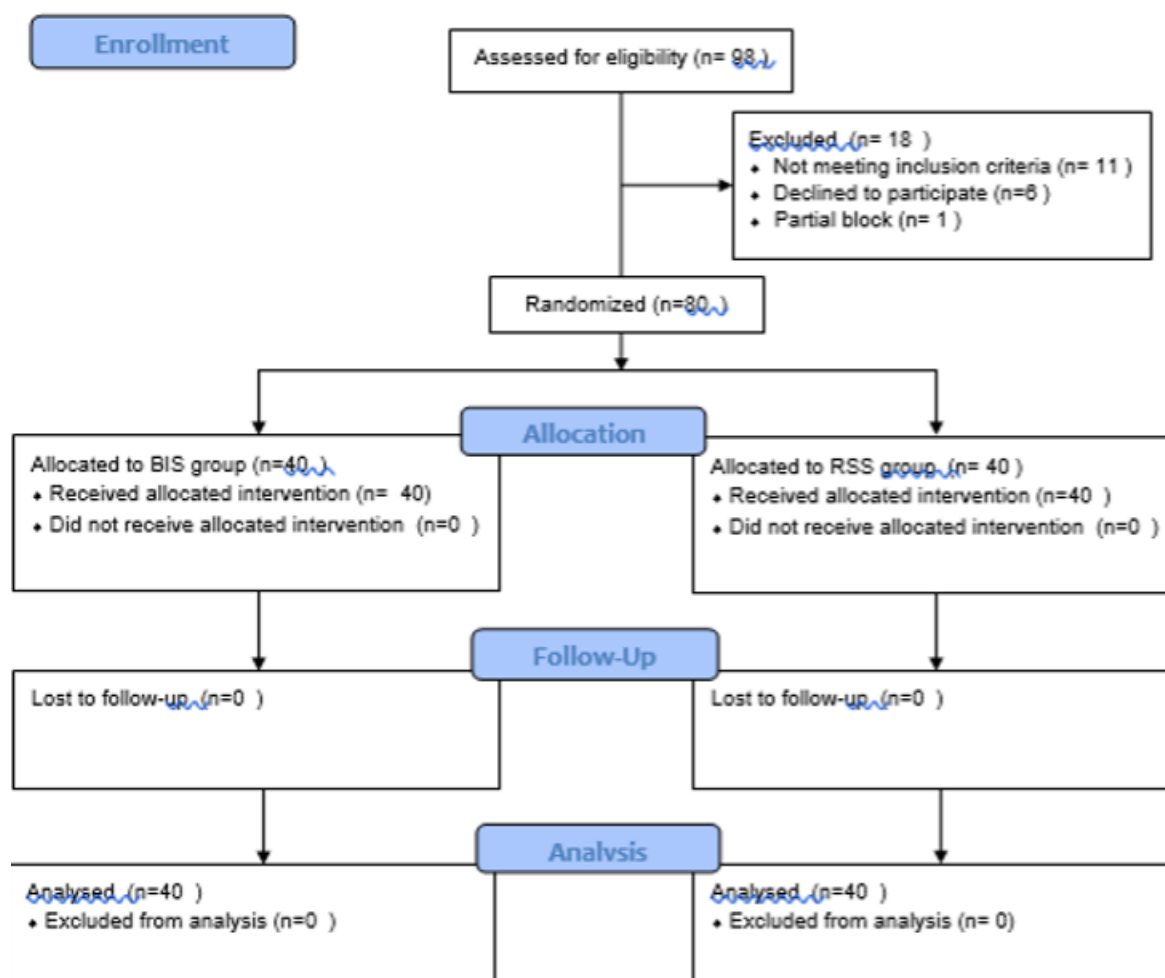 Enrollment
Assessed for eligibility (n= 98 )
Excluded (n= 18 )
⬥ Not meeting inclusion criteria (n= 11 )
⬥ Declined to participate (n=6 )
⬥ Partial block (n= 1 )
Randomized (n=80 )
Allocation
Allocated to BIS group (n=40 )
⬥ Received allocated intervention (n= 40)
⬥ Did not receive allocated intervention (n=0 )
Allocated to RSS group (n= 40 )
⬥ Received allocated intervention (n=40 )
⬥ Did not receive allocated intervention (n=0 )
Follow-Up
Lost to follow-up (n=0 )
Lost to follow-up (n=0 )
Analysis
Analysed (n=40 )
⬥ Excluded from analysis (n=0 )
Analysed (n=40 )
⬥ Excluded from analysis (n= 0)